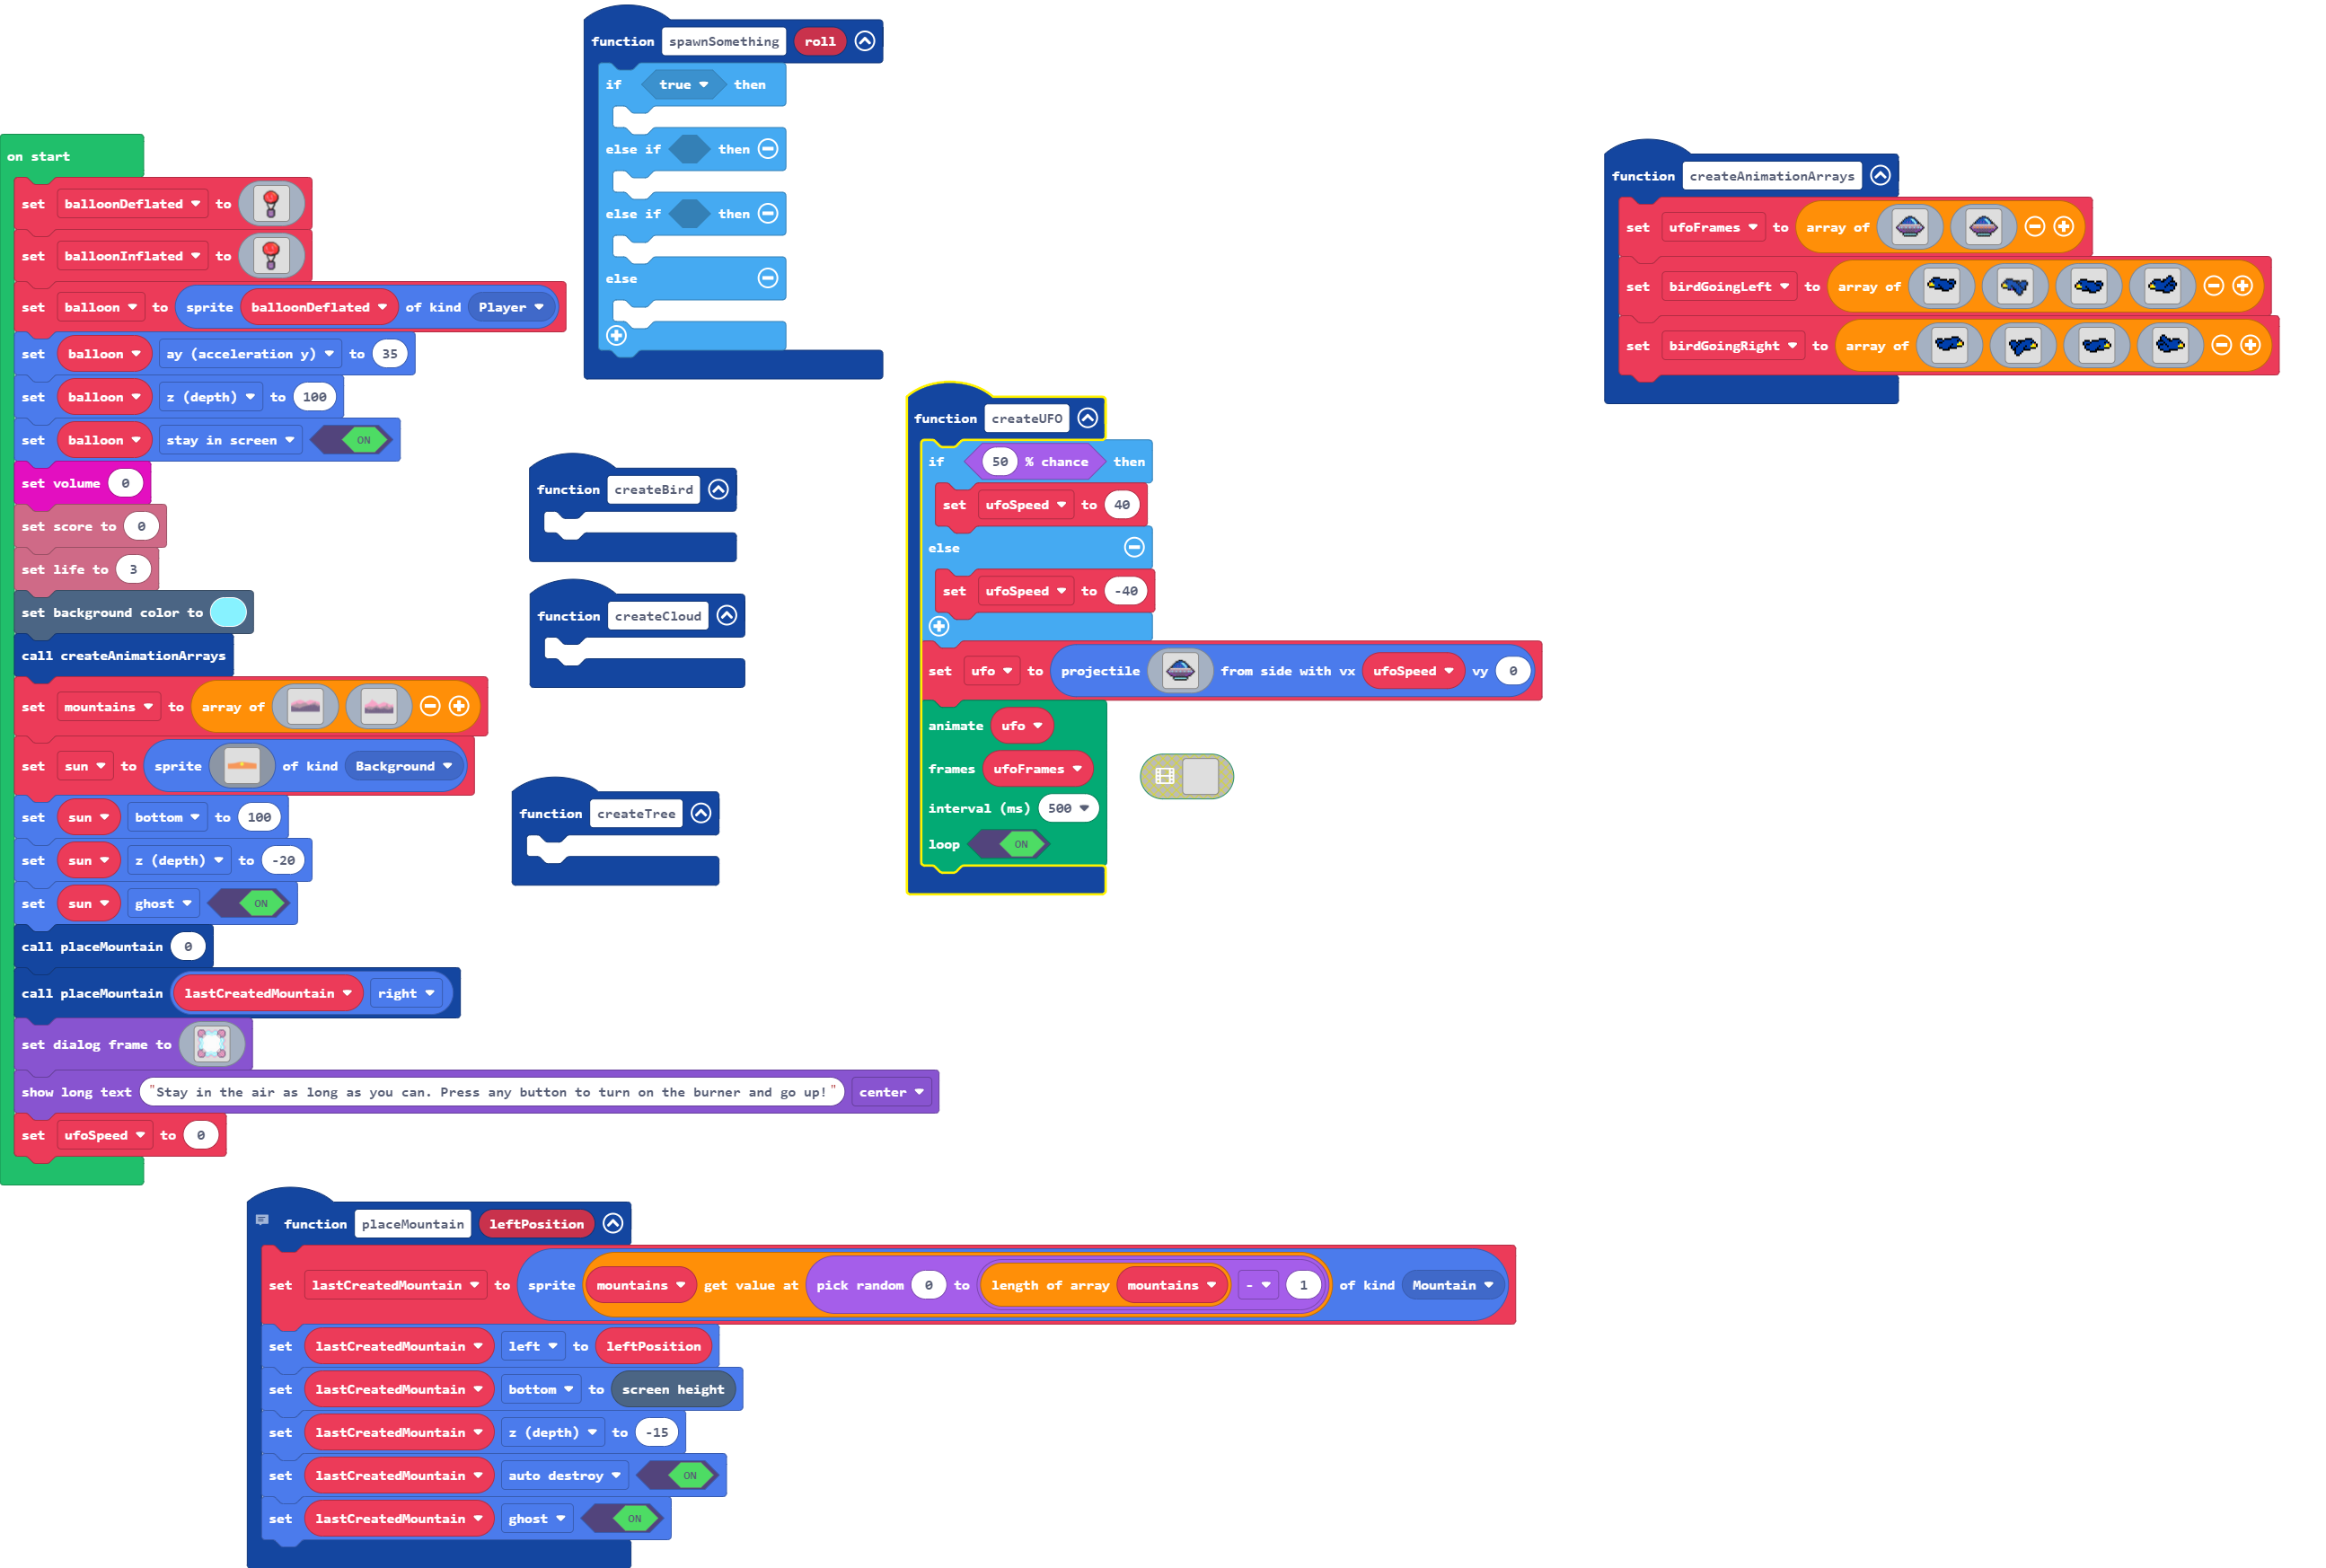 on start
set balloonDeflated to
set balloonInflated to
set balloon to sprite balloonDeflated of kind Player
set balloon ay (acceleration y) to 35
set balloon z (depth) to 100
set balloon stay in screen ON
set volume 0
set score to 0
set life to 3
set background color to
call createAnimationArrays
set mountains to array of
set sun to sprite of kind Background
set sun bottom to 100
set sun z (depth) to -20
set sun ghost ON
call placeMountain 0
call placeMountain lastCreatedMountain right
set dialog frame to
show long text "Stay in the air as long as you can. Press any button to turn on the burner and go up!" center
set ufoSpeed to 0
function spawnSomething roll
if true then
else if then
else if then
else
function createBird
function createCloud
function createTree
function createUFO
if 50 % chance then
set ufoSpeed to 40
else
set ufoSpeed to -40
set ufo to projectile from side with vx ufoSpeed vy 0
animate ufo
frames ufoFrames
interval (ms) 500
loop ON
function createAnimationArrays
set ufoFrames to array of
set birdGoingLeft to array of
set birdGoingRight to array of
function placeMountain leftPosition
set lastCreatedMountain to sprite mountains get value at pick random 0 to length of array mountains - 1 of kind Mountain
set lastCreatedMountain left to leftPosition
set lastCreatedMountain bottom to screen height
set lastCreatedMountain z (depth) to -15
set lastCreatedMountain auto destroy ON
set lastCreatedMountain ghost ON